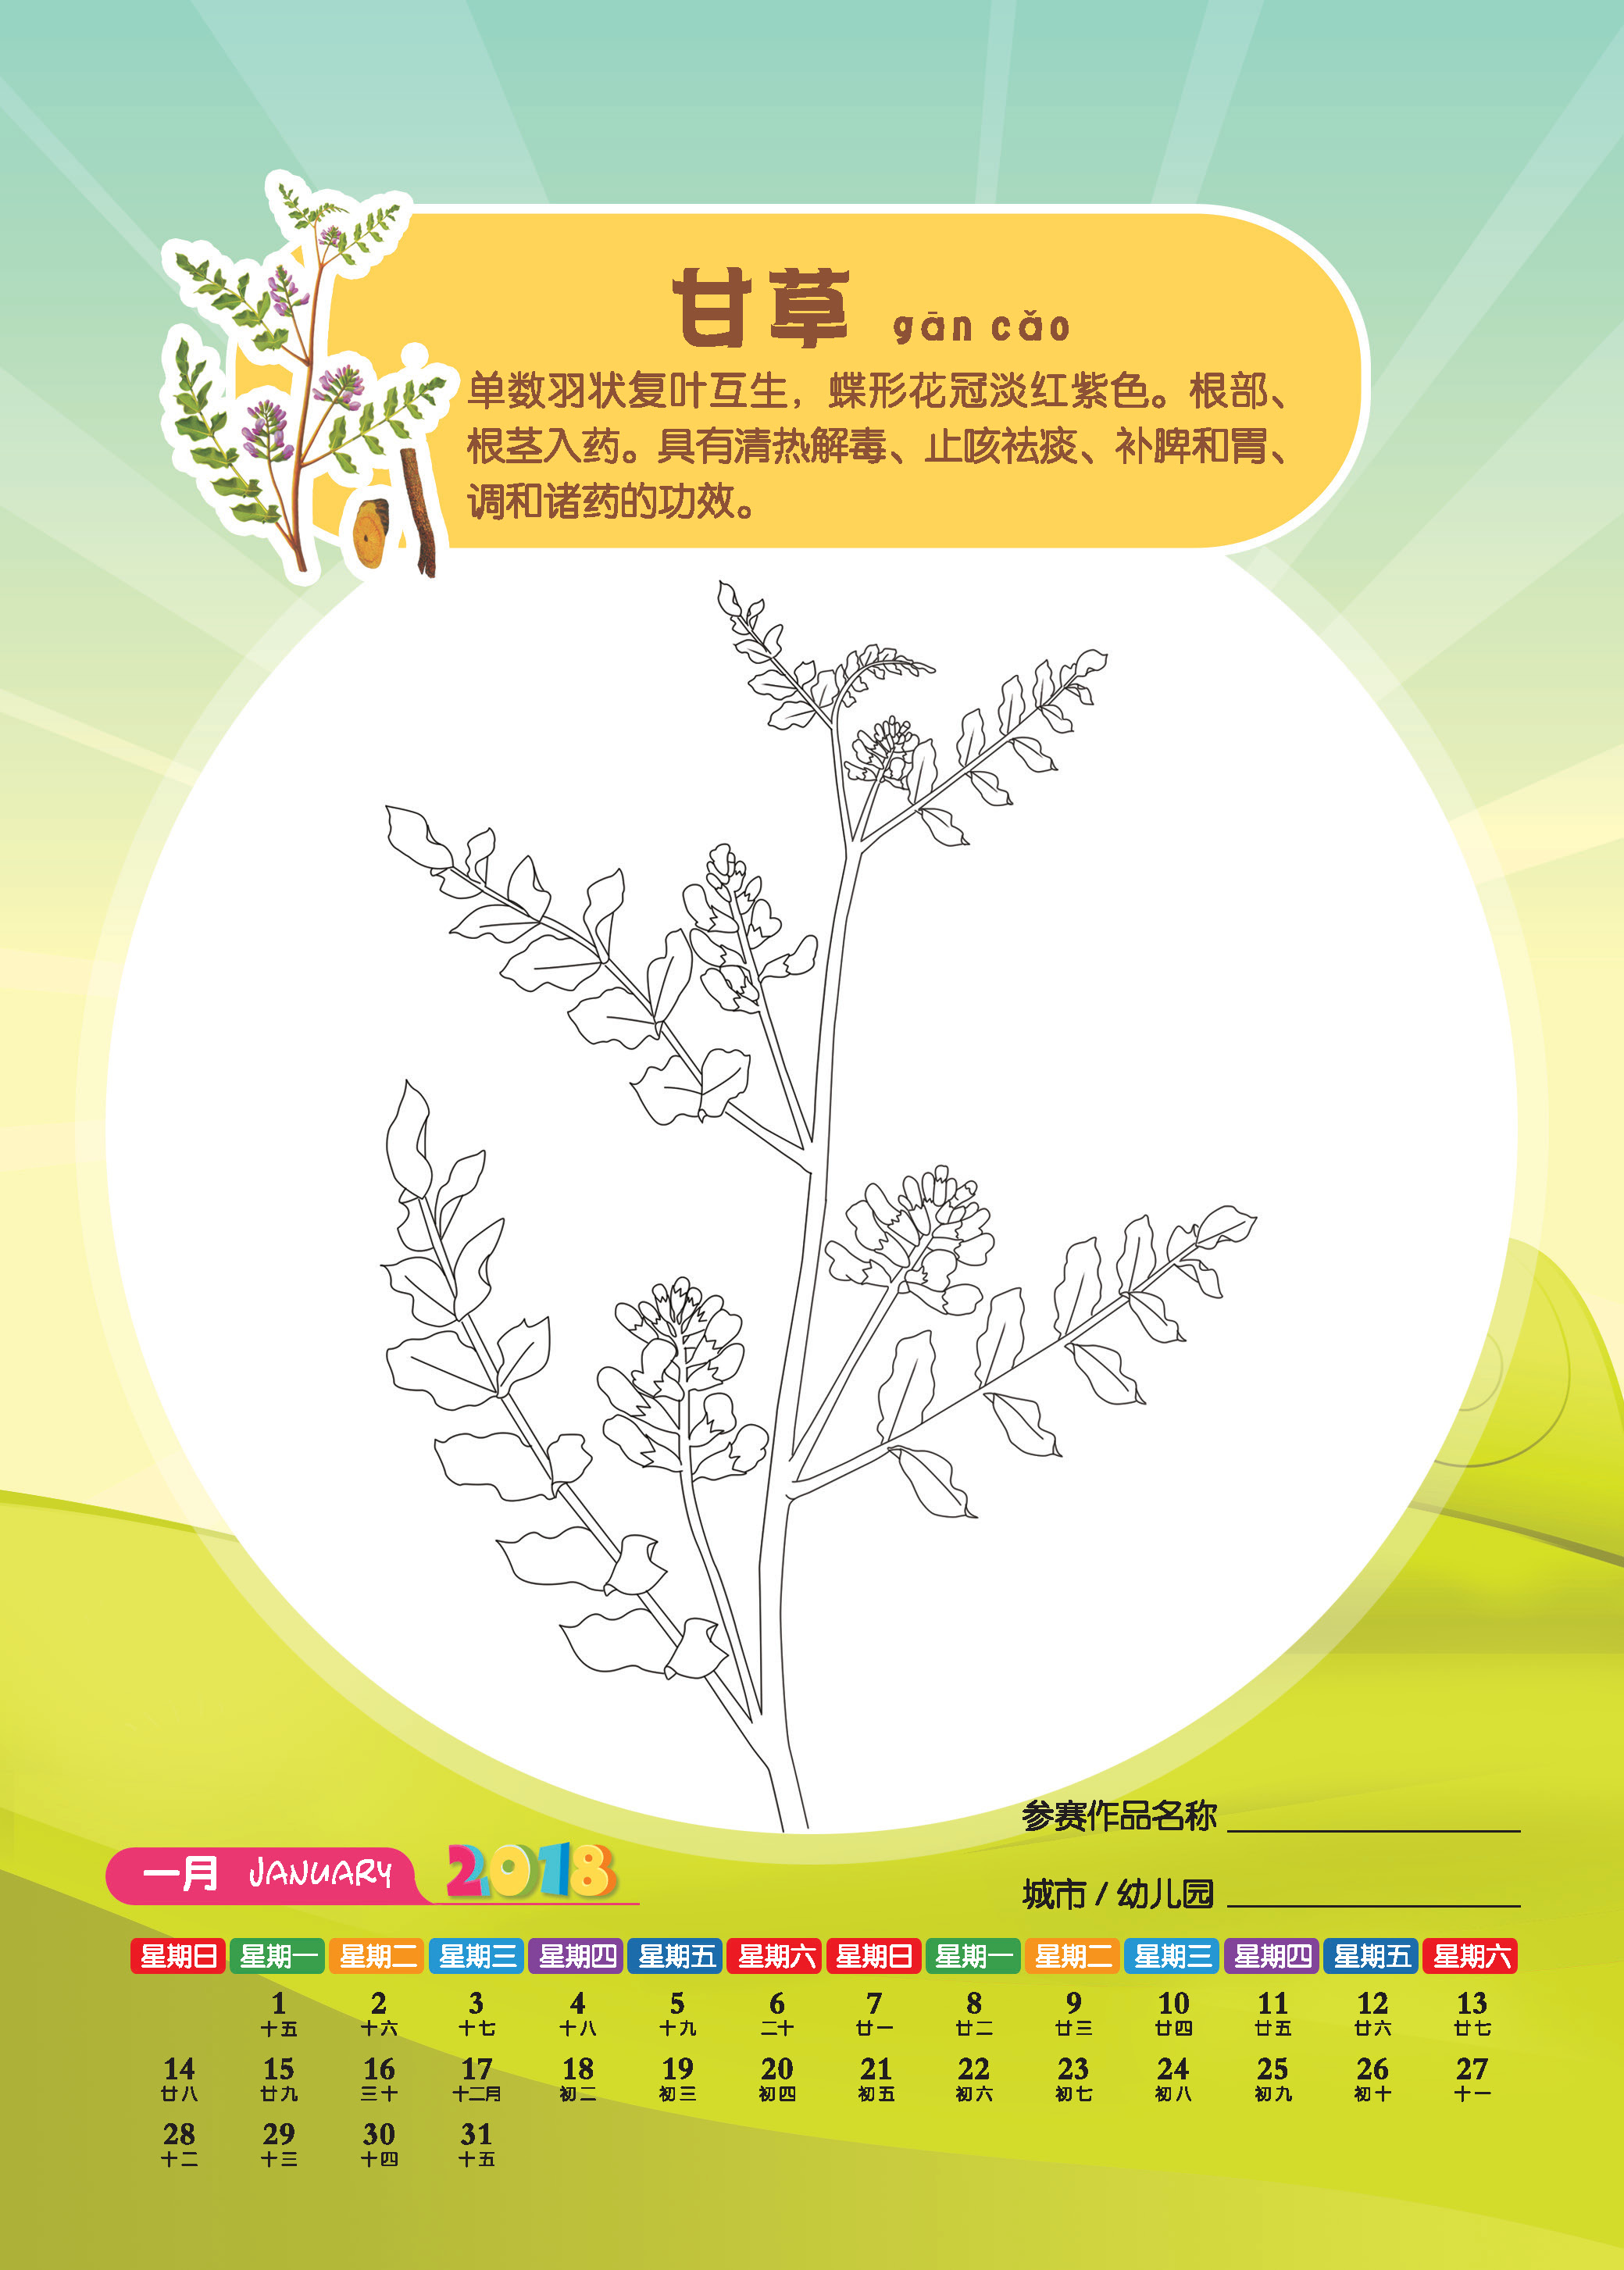 甘草 gān cǎo
单数羽状复叶互生，蝶形花冠淡红紫色。根部、
根茎入药。具有清热解毒、止咳祛痰、补脾和胃、
调和诸药的功效。
参赛作品名称
城市 / 幼儿园
一月 JANUARY 2018
星期日 星期一 星期二 星期三 星期四 星期五 星期六 星期日 星期一 星期二 星期三 星期四 星期五 星期六
1 2 3 4 5 6 7 8 9 10 11 12 13
十五 十六 十七 十八 十九 二十 廿一 廿二 廿三 廿四 廿五 廿六 廿七
14 15 16 17 18 19 20 21 22 23 24 25 26 27
廿八 廿九 三十 十二月 初二 初三 初四 初五 初六 初七 初八 初九 初十 十一
28 29 30 31
十二 十三 十四 十五